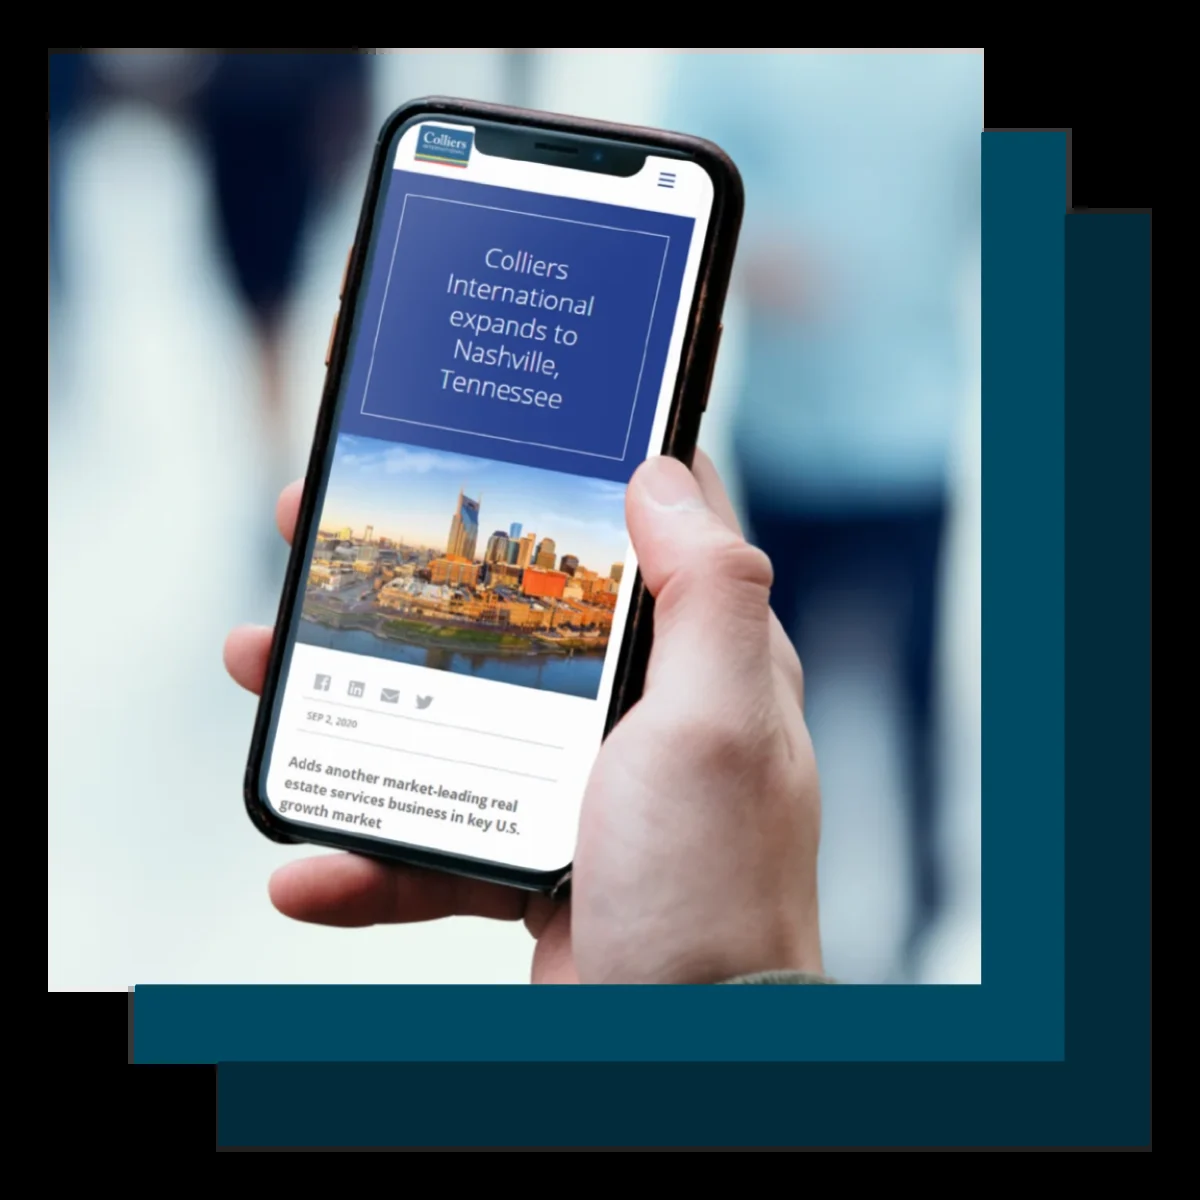 Colliers
INTERNATIONAL
Colliers
International
expands to
Nashville,
Tennessee
SEP 2, 2020
Adds another market-leading real
estate services business in key U.S.
growth market